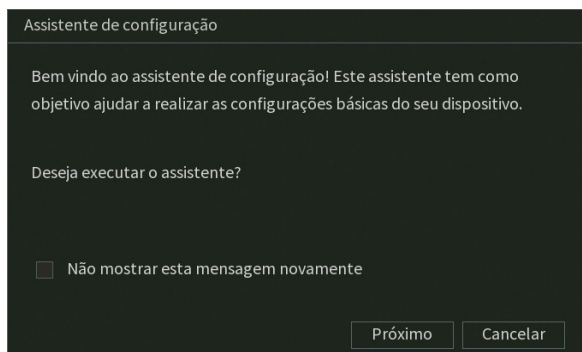 Assistente de configuração
Bem vindo ao assistente de configuração! Este assistente tem como
objetivo ajudar a realizar as configurações básicas do seu dispositivo.
Deseja executar o assistente?
Não mostrar esta mensagem novamente
Próximo Cancelar